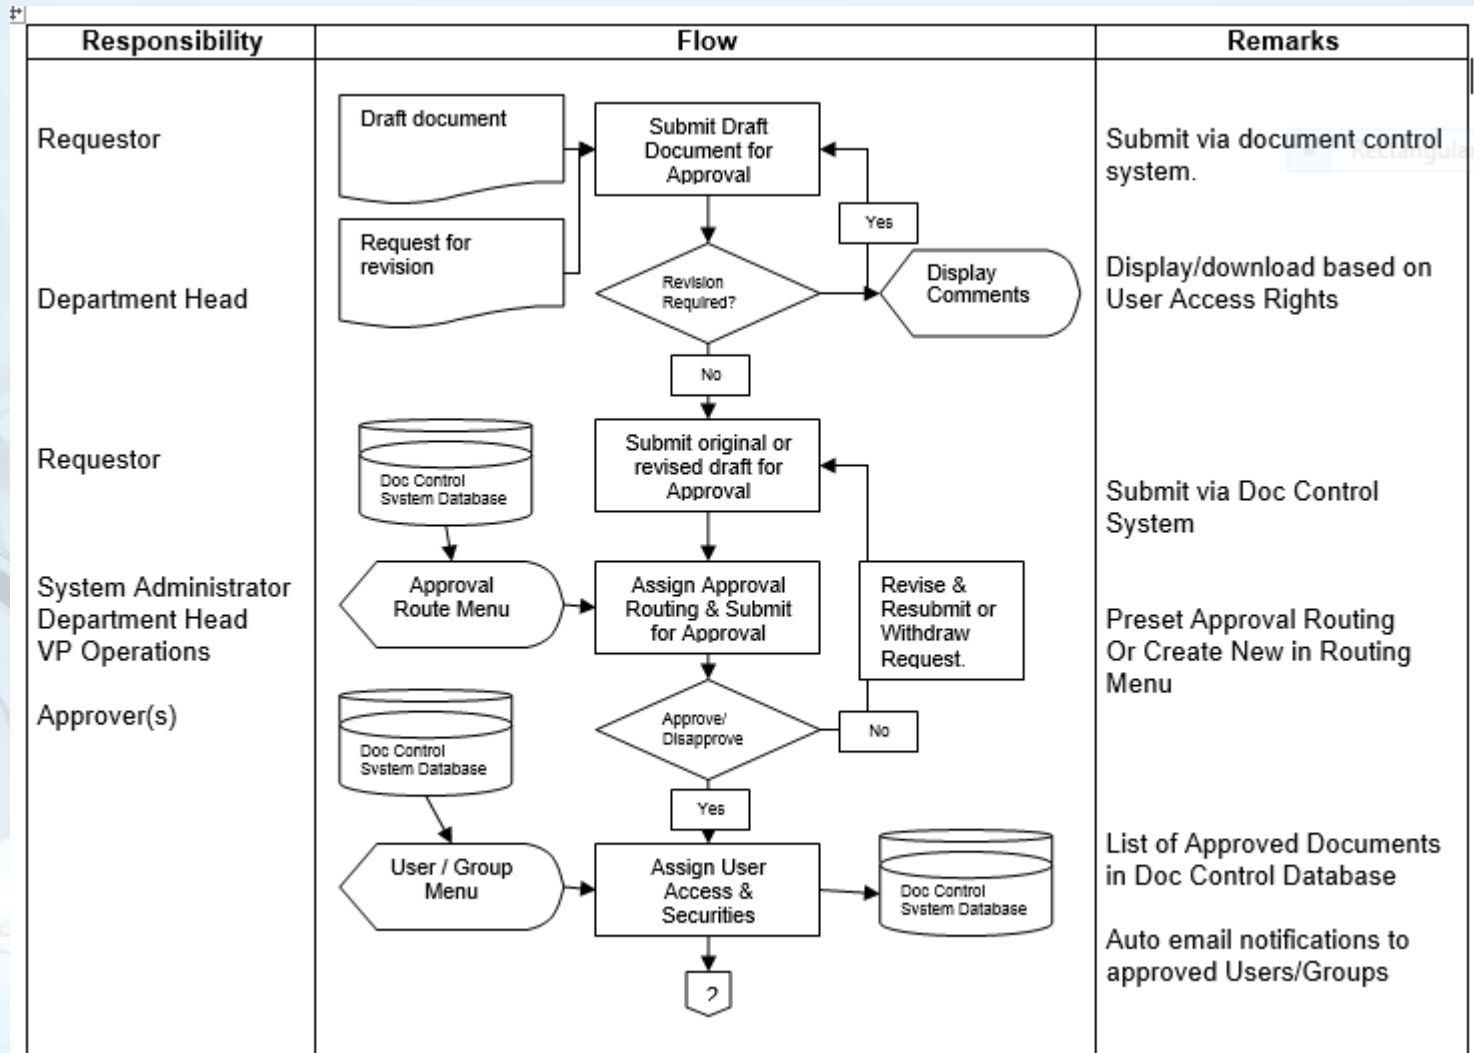 Responsibility
Flow
Remarks
Requestor
Draft document
Submit Draft
Document for
Approval
Submit via document control
system.
Yes
Department Head
Request for
revision
Revision
Required?
Display
Comments
Display/download based on
User Access Rights
No
Requestor
Doc Control
System Database
Submit original or
revised draft for
Approval
Submit via Doc Control
System
System Administrator
Department Head
VP Operations
Approval
Route Menu
Assign Approval
Routing & Submit
for Approval
Revise &
Resubmit or
Withdraw
Request.
Preset Approval Routing
Or Create New in Routing
Menu
Approver(s)
Doc Control
System Database
Approve/
Disapprove
No
Yes
User / Group
Menu
Assign User
Access &
Securities
Doc Control
System Database
List of Approved Documents
in Doc Control Database
Auto email notifications to
approved Users/Groups
2